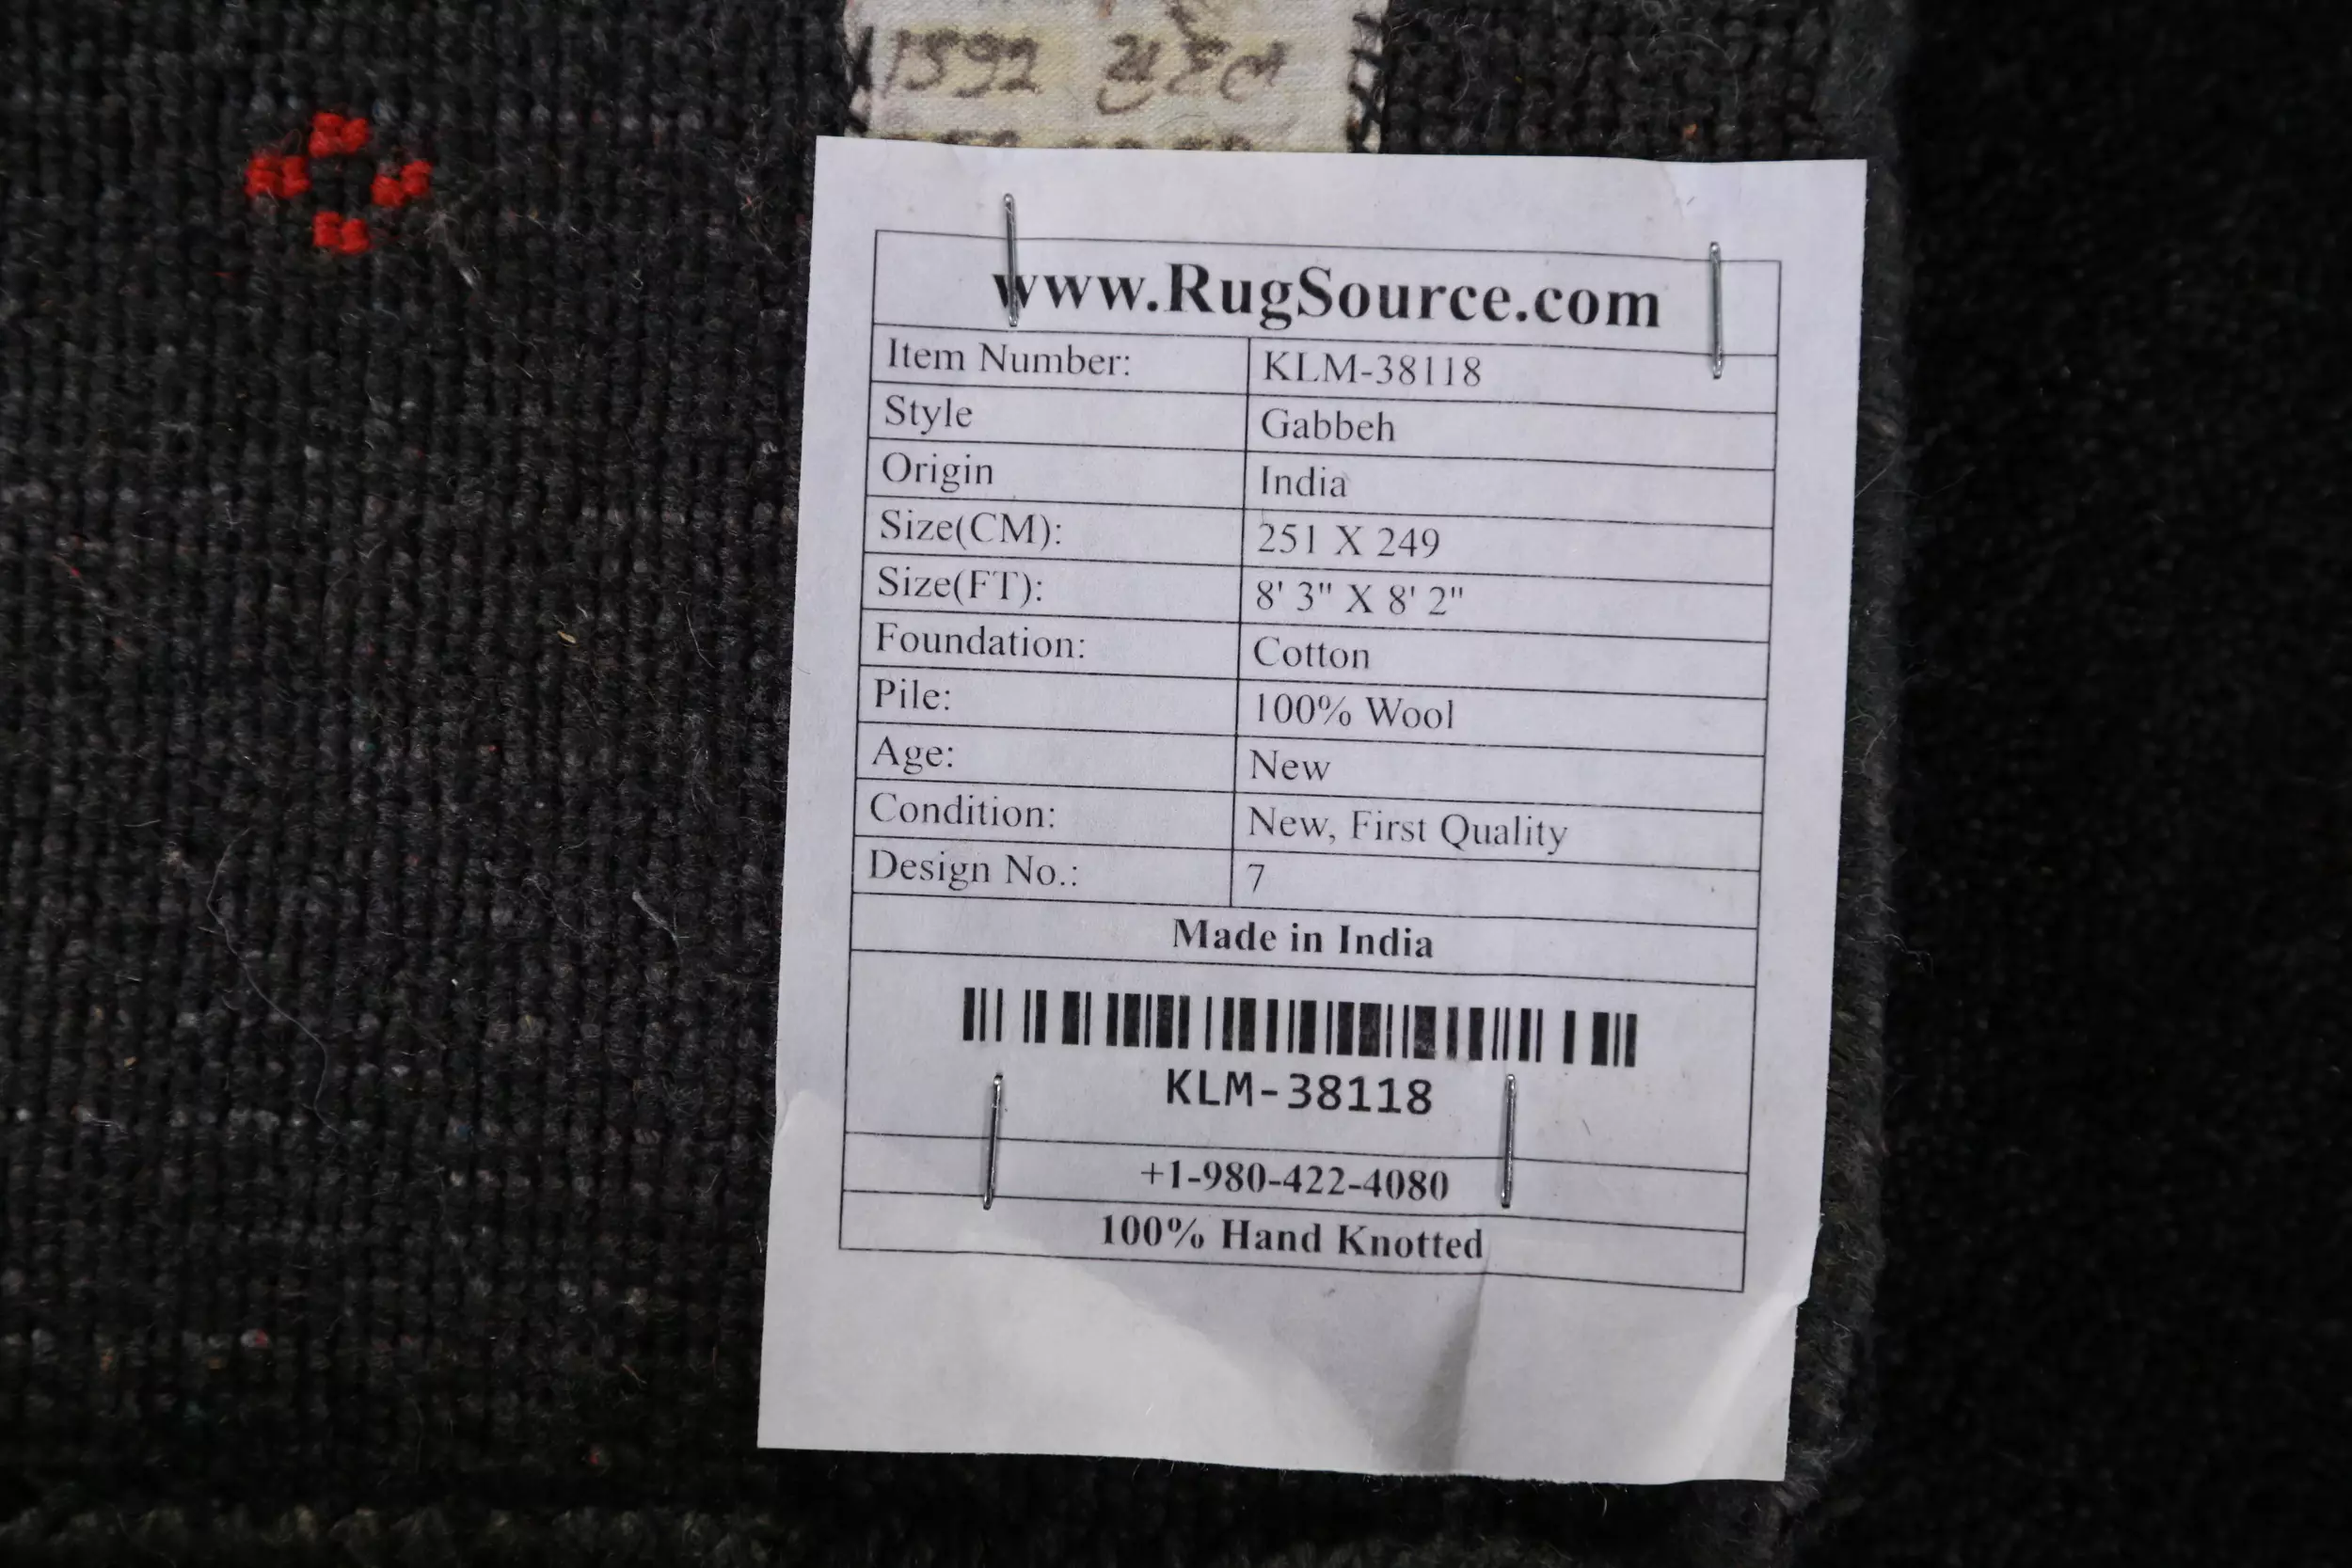 1592
www.RugSource.com
Item Number: KLM-38118
Style Gabbeh
Origin India
Size(CM): 251 X 249
Size(FT): 8' 3" X 8' 2"
Foundation: Cotton
Pile: 100% Wool
Age: New
Condition: New, First Quality
Design No.: 7
Made in India
KLM-38118
+1-980-422-4080
100% Hand Knotted